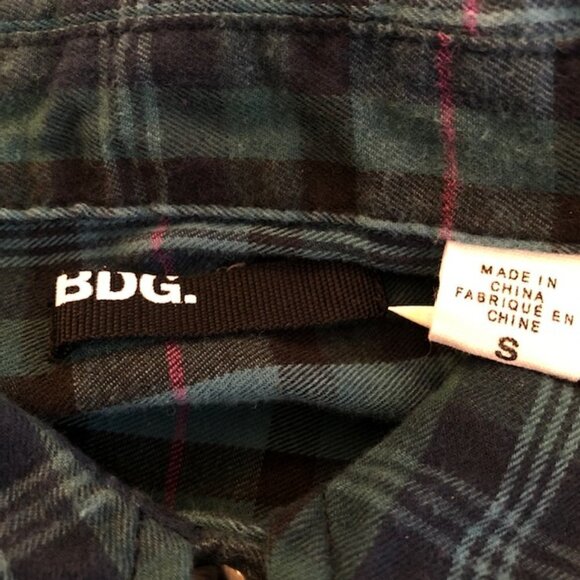 BDG.
MADE IN
CHINA
FABRIQUÉ EN
CHINE
S